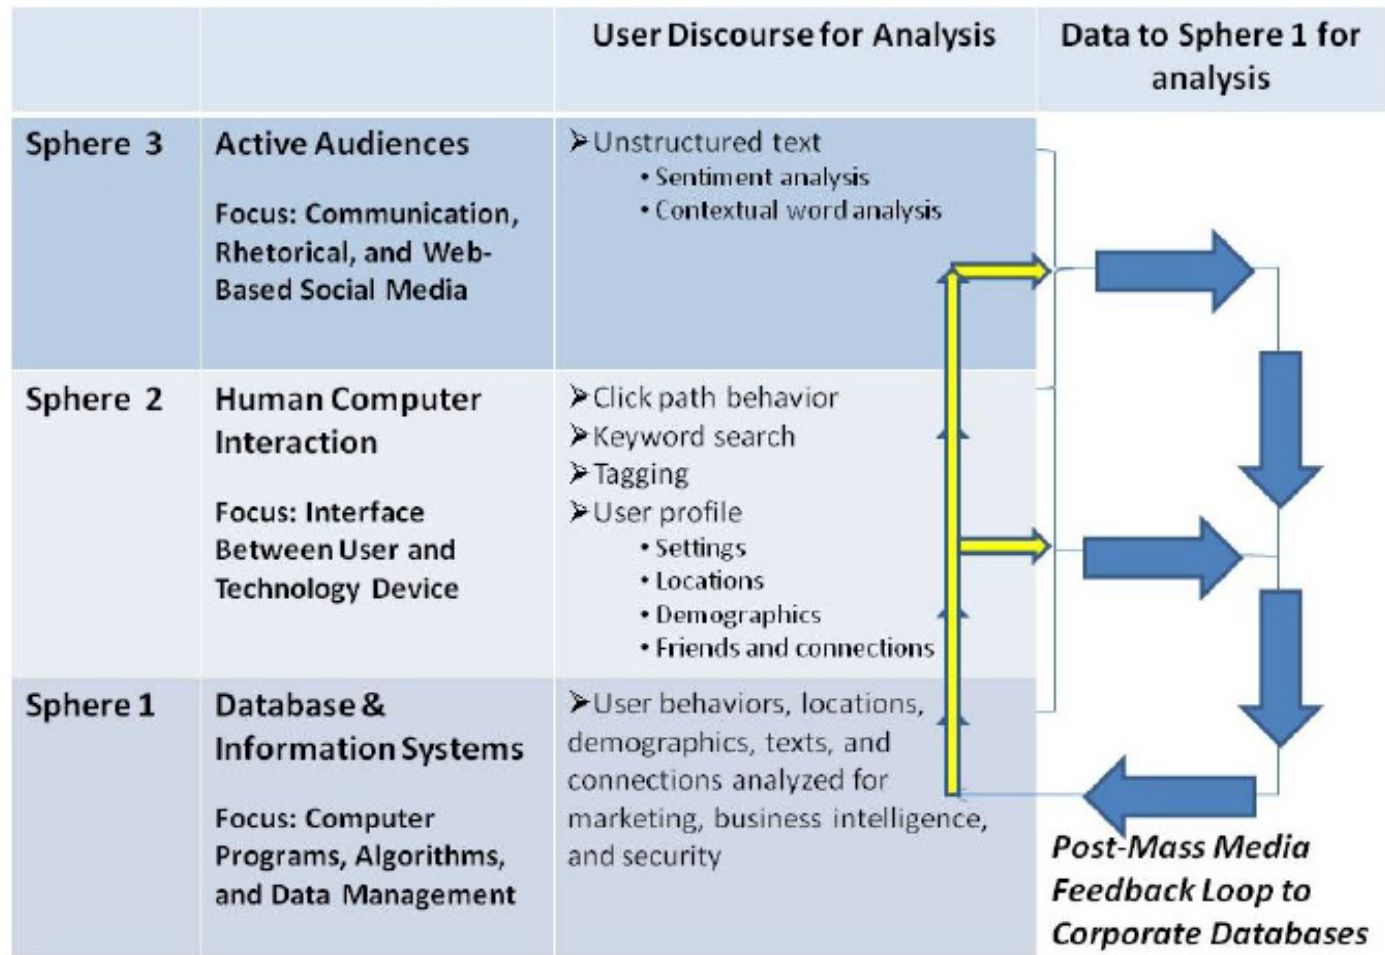 User Discourse for Analysis
Data to Sphere 1 for
analysis
Sphere 3
Active Audiences
Focus: Communication,
Rhetorical, and Web-
Based Social Media
➢Unstructured text
• Sentiment analysis
• Contextual word analysis
Sphere 2
Human Computer
Interaction
Focus: Interface
Between User and
Technology Device
➢Click path behavior
➢Keyword search
➢Tagging
➢User profile
• Settings
• Locations
• Demographics
• Friends and connections
Sphere 1
Database &
Information Systems
Focus: Computer
Programs, Algorithms,
and Data Management
➢User behaviors, locations,
demographics, texts, and
connections analyzed for
marketing, business intelligence,
and security
Post-Mass Media
Feedback Loop to
Corporate Databases